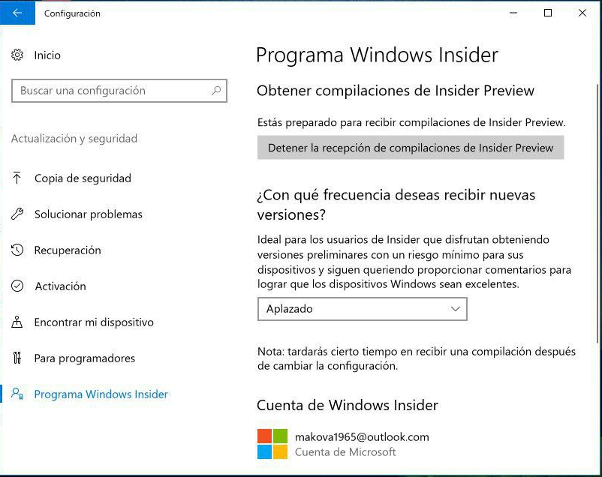 Configuración
Inicio
Buscar una configuración
Actualización y seguridad
Copia de seguridad
Solucionar problemas
Recuperación
Activación
Encontrar mi dispositivo
Para programadores
Programa Windows Insider
Programa Windows Insider
Obtener compilaciones de Insider Preview
Estás preparado para recibir compilaciones de Insider Preview.
Detener la recepción de compilaciones de Insider Preview
¿Con qué frecuencia deseas recibir nuevas
versiones?
Ideal para los usuarios de Insider que disfrutan obteniendo
versiones preliminares con un riesgo mínimo para sus
dispositivos y siguen queriendo proporcionar comentarios para
lograr que los dispositivos Windows sean excelentes.
Aplazado
Nota: tardarás cierto tiempo en recibir una compilación después
de cambiar la configuración.
Cuenta de Windows Insider
makova1965@outlook.com
Cuenta de Microsoft